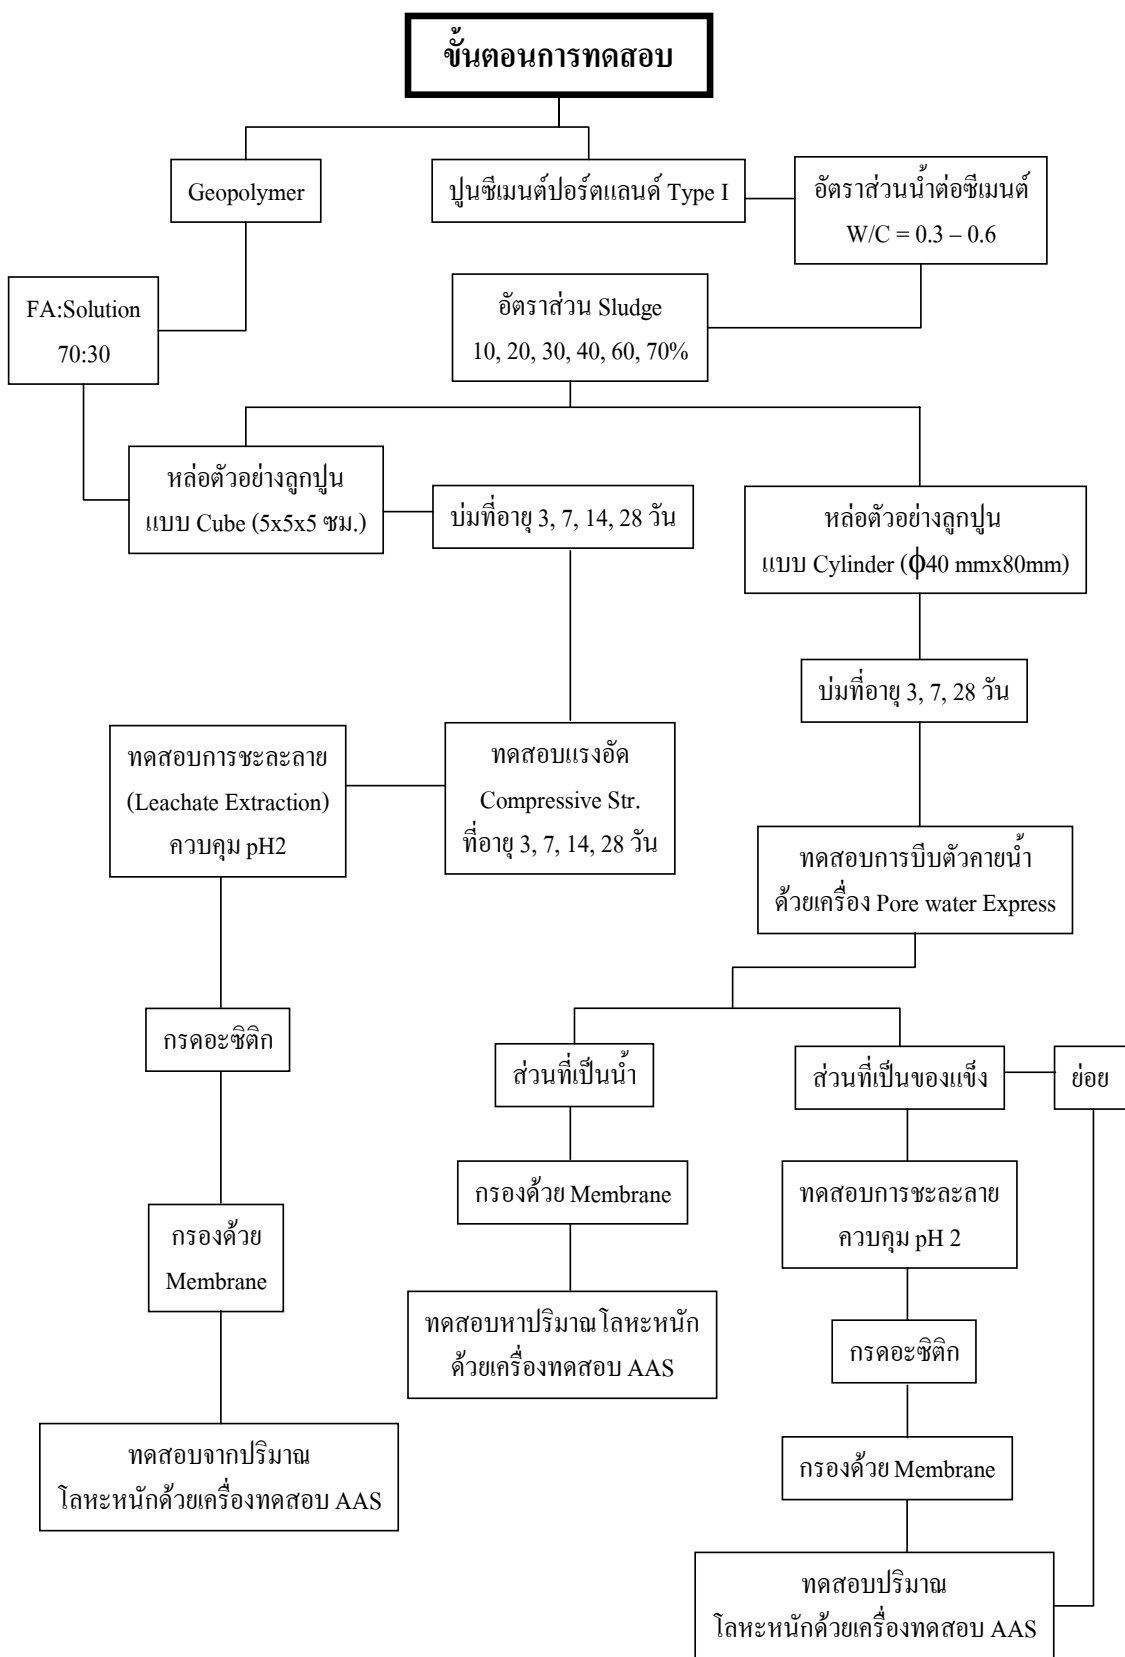 ขั้นตอนการทดสอบ
Geopolymer
ปูนซีเมนต์ปอร์ตแลนด์ Type I
อัตราส่วนน้ำต่อซีเมนต์
W/C = 0.3 – 0.6
FA:Solution
70:30
อัตราส่วน Sludge
10, 20, 30, 40, 60, 70%
หล่อตัวอย่างลูกปูน
แบบ Cube (5x5x5 ซม.)
บ่มที่อายุ 3, 7, 14, 28 วัน
หล่อตัวอย่างลูกปูน
แบบ Cylinder (ϕ40 mmx80mm)
บ่มที่อายุ 3, 7, 28 วัน
ทดสอบการชะละลาย
(Leachate Extraction)
ควบคุม pH2
ทดสอบแรงอัด
Compressive Str.
ที่อายุ 3, 7, 14, 28 วัน
ทดสอบการบีบตัวคายน้ำ
ด้วยเครื่อง Pore water Express
กรดอะซิติก
ส่วนที่เป็นน้ำ
ส่วนที่เป็นของแข็ง
ย่อย
กรองด้วย Membrane
ทดสอบการชะละลาย
ควบคุม pH 2
กรองด้วย
Membrane
ทดสอบหาปริมาณโลหะหนัก
ด้วยเครื่องทดสอบ AAS
กรดอะซิติก
ทดสอบจากปริมาณ
โลหะหนักด้วยเครื่องทดสอบ AAS
กรองด้วย Membrane
ทดสอบปริมาณ
โลหะหนักด้วยเครื่องทดสอบ AAS